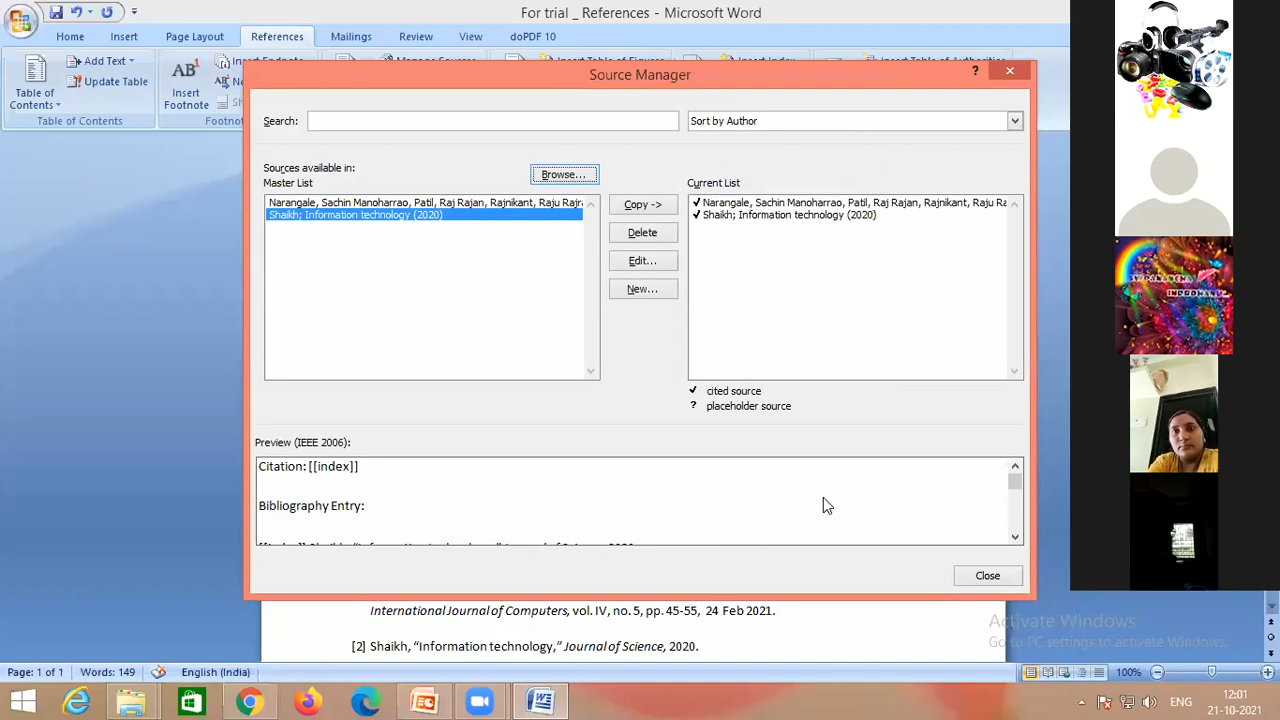 For trial _ References - Microsoft Word
Home Insert Page Layout References Mailings Review View doPDF 10
Add Text
Update Table
Table of Contents
Table of Contents
AB¹
Insert Footnote
Insert Endnote
Source Manager
?
Search:
Sort by Author
Sources available in:
Master List
Browse...
Current List
Narangale, Sachin Manoharrao, Patil, Raj Rajan, Rajnikant, Raju Rajra
Shaikh; Information technology (2020)
Copy ->
Delete
Edit...
New...
✓ Narangale, Sachin Manoharrao, Patil, Raj Rajan, Rajnikant, Raju Ra
✓ Shaikh; Information technology (2020)
✓ cited source
? placeholder source
Preview (IEEE 2006):
Citation: [[index]]
Bibliography Entry:
Close
International Journal of Computers, vol. IV, no. 5, pp. 45-55, 24 Feb 2021.
[2] Shaikh, “Information technology,” Journal of Science, 2020.
Activate Windows
Go to PC settings to activate Windows.
Page: 1 of 1 Words: 149 English (India) 100%
ENG
12:01
21-10-2021